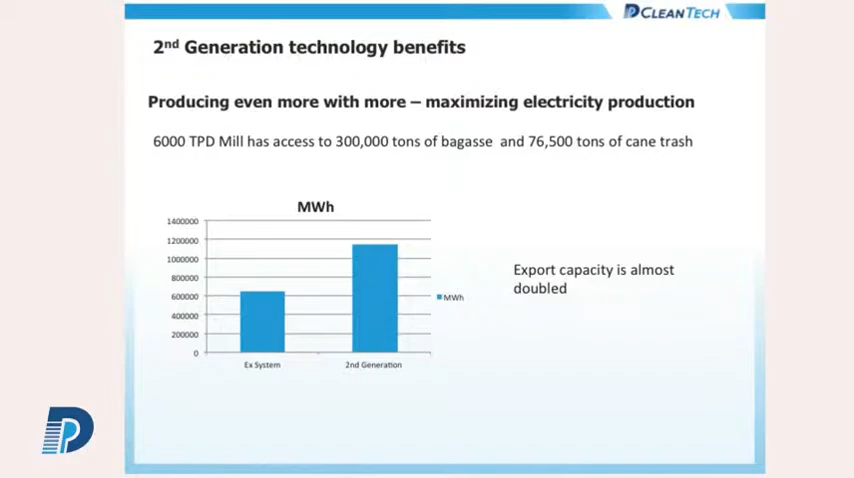 DP CLEANTECH
2nd Generation technology benefits
Producing even more with more – maximizing electricity production
6000 TPD Mill has access to 300,000 tons of bagasse and 76,500 tons of cane trash
MWh
1400000
1200000
1000000
800000
600000
400000
200000
0
Ex System
2nd Generation
MWh
Export capacity is almost
doubled
DP